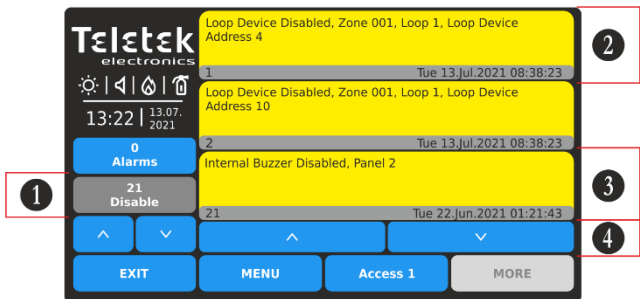 Teletek
electronics
13:22
13.07.
2021
0
Alarms
21
Disable
EXIT
Loop Device Disabled, Zone 001, Loop 1, Loop Device
Address 4
1 Tue 13.Jul.2021 08:38:23
Loop Device Disabled, Zone 001, Loop 1, Loop Device
Address 10
2 Tue 13.Jul.2021 08:38:23
Internal Buzzer Disabled, Panel 2
21 Tue 22.Jun.2021 01:21:43
MENU
Access 1
MORE
1
2
3
4